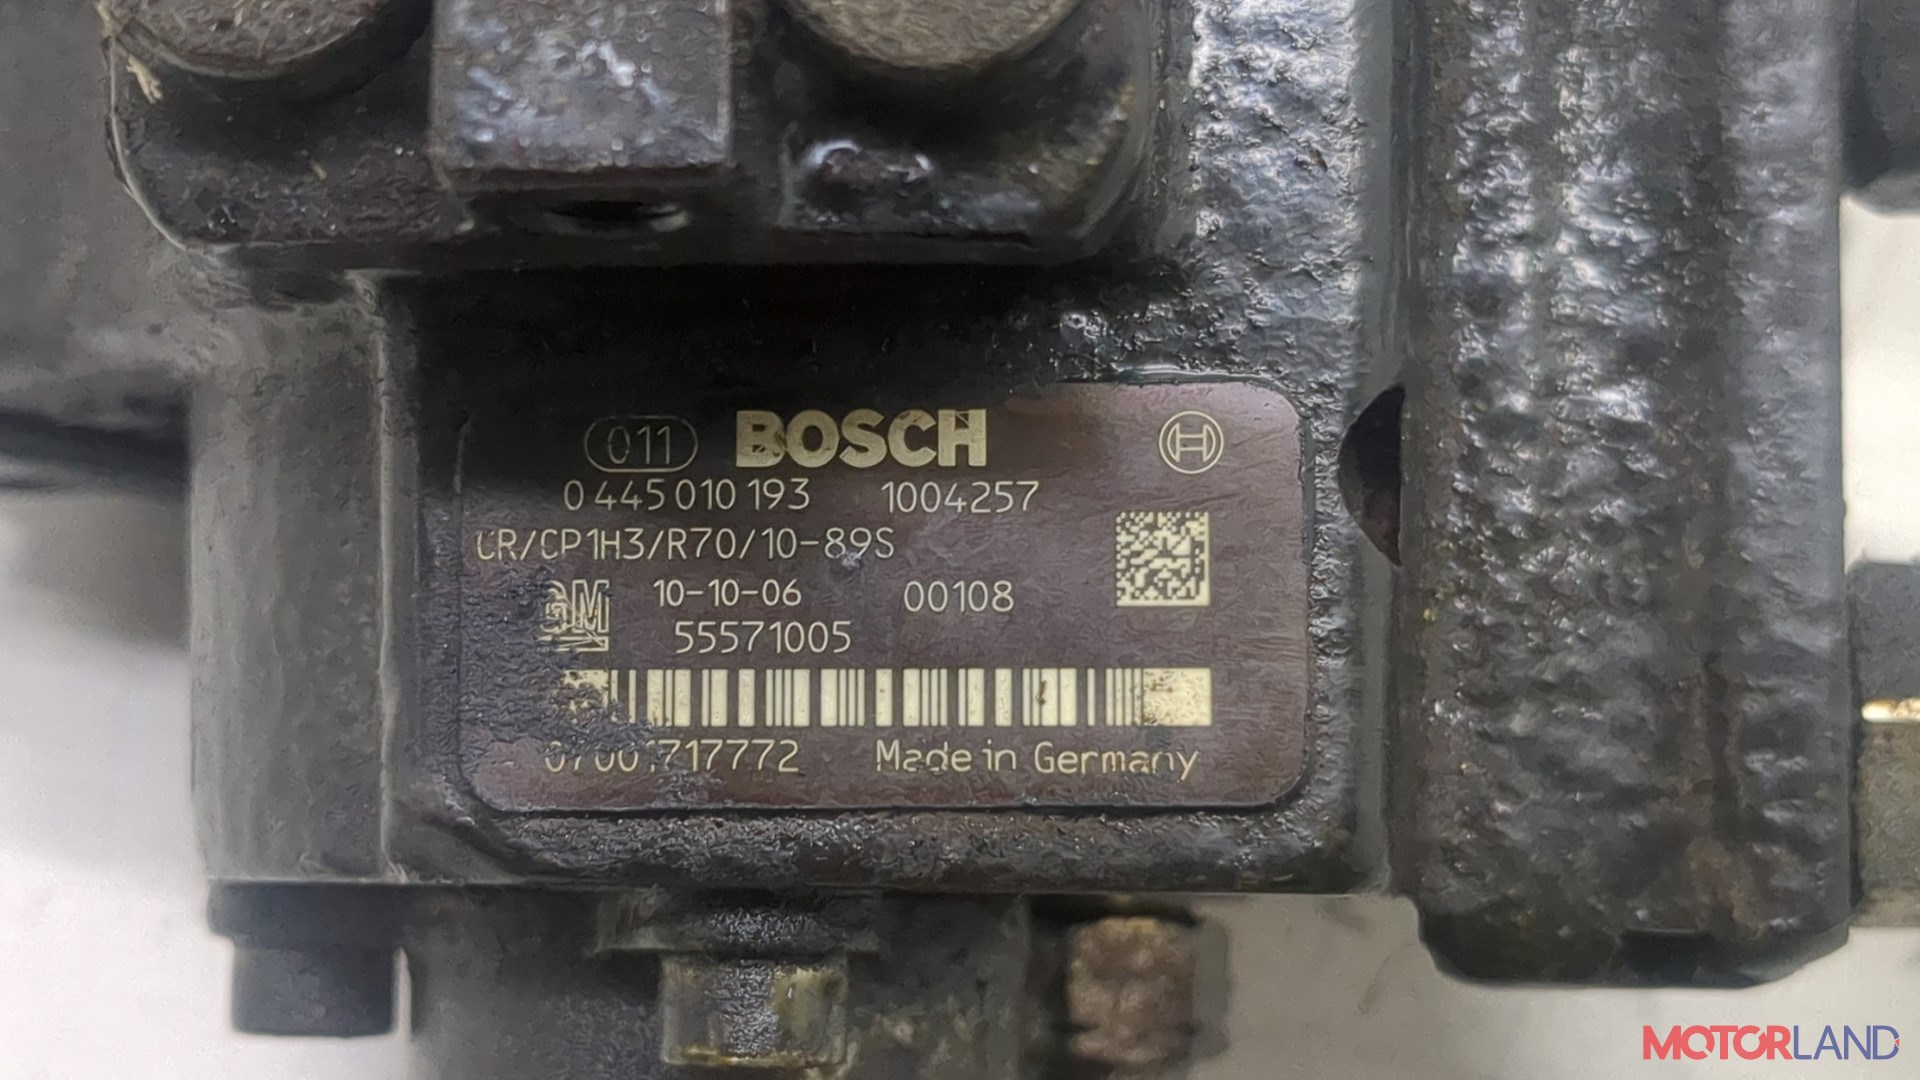 011 BOSCH
0 445 010 193 1004257
CR/CP1H3/R70/10-89S
GM 10-10-06 00108
55571005
Made in Germany
MOTORLAND